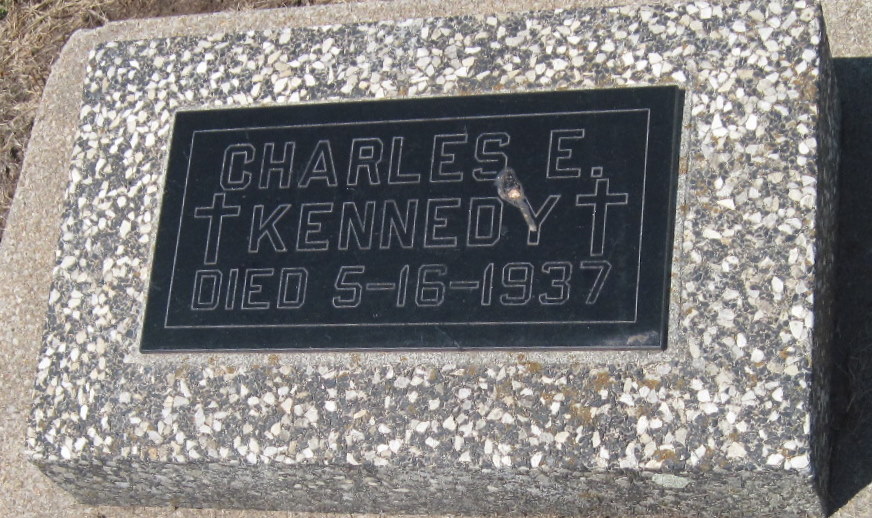 CHARLES E.
KENNEDY
DIED 5-16-1937